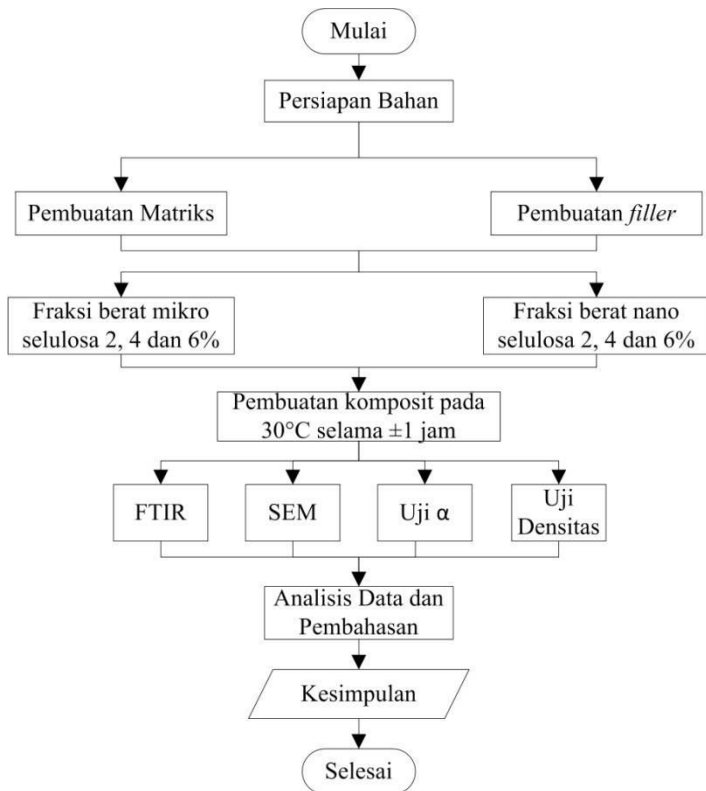 Mulai
Persiapan Bahan
Pembuatan Matriks
Pembuatan filler
Fraksi berat mikro
selulosa 2, 4 dan 6%
Fraksi berat nano
selulosa 2, 4 dan 6%
Pembuatan komposit pada
30°C selama ±1 jam
FTIR
SEM
Uji α
Uji
Densitas
Analisis Data dan
Pembahasan
Kesimpulan
Selesai